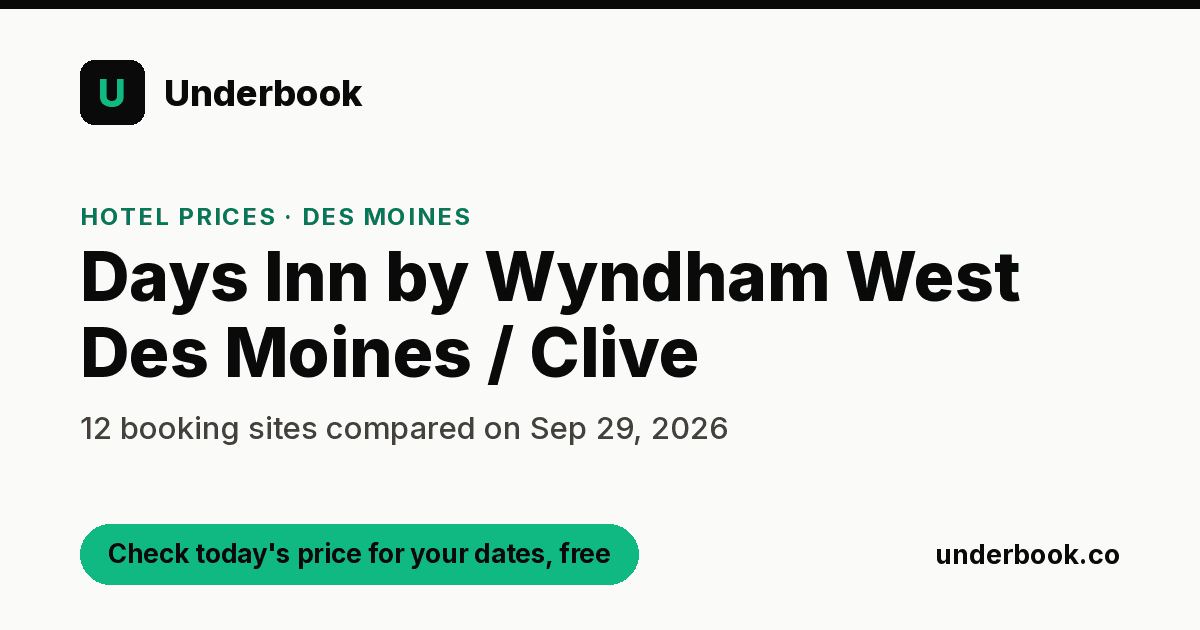 U Underbook
HOTEL PRICES · DES MOINES
Days Inn by Wyndham West
Des Moines / Clive
12 booking sites compared on Sep 29, 2026
Check today's price for your dates, free
underbook.co